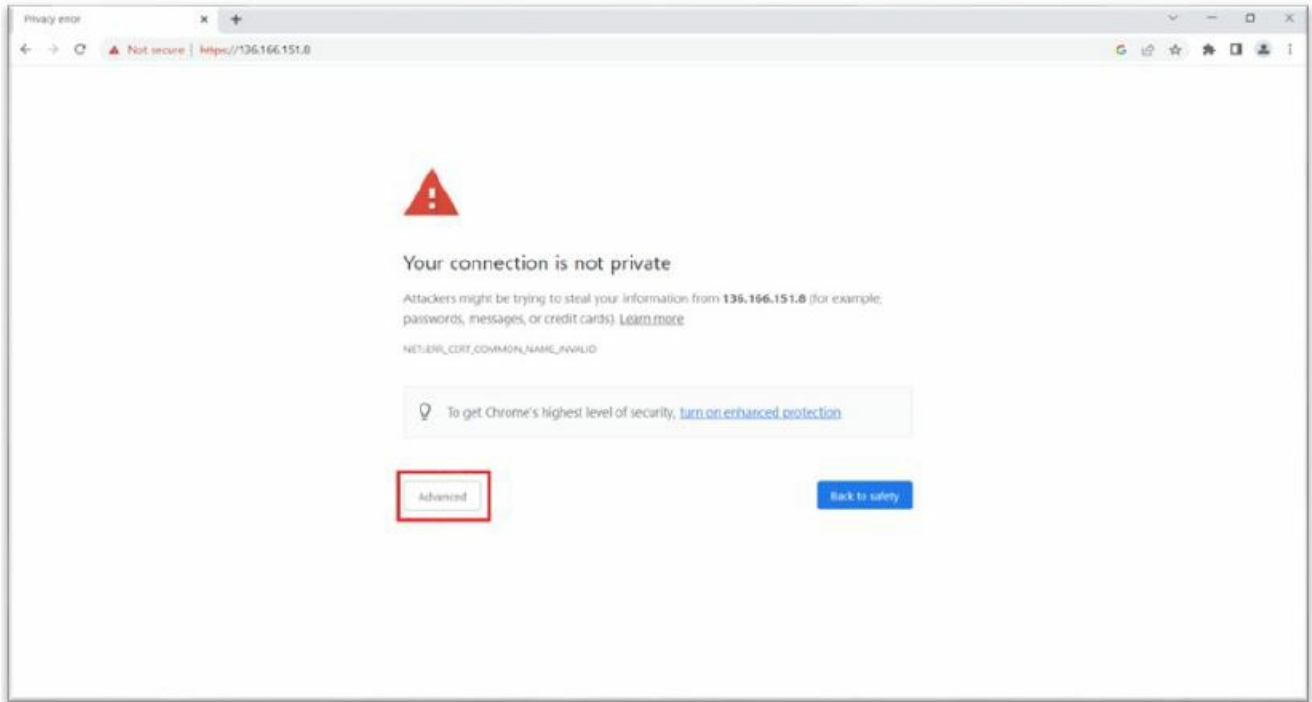 Privacy error
Not secure | https://136.166.151.8
Your connection is not private
Attackers might be trying to steal your information from 136.166.151.8 (for example,
passwords, messages, or credit cards). Learn more
NET::ERR_CERT_COMMON_NAME_INVALID
To get Chrome's highest level of security, turn on enhanced protection
Advanced
Back to safety